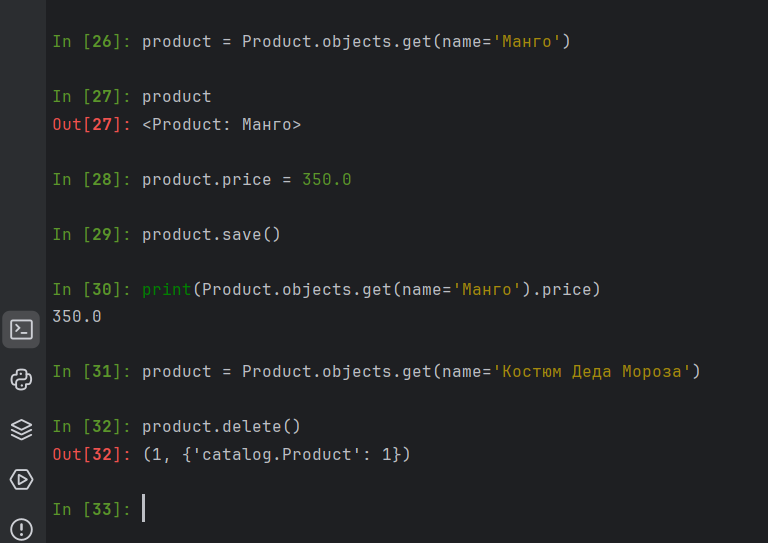 In [26]: product = Product.objects.get(name='Манго')
In [27]: product
Out[27]: <Product: Манго>
In [28]: product.price = 350.0
In [29]: product.save()
In [30]: print(Product.objects.get(name='Манго').price)
350.0
In [31]: product = Product.objects.get(name='Костюм Деда Мороза')
In [32]: product.delete()
Out[32]: (1, {'catalog.Product': 1})
In [33]: